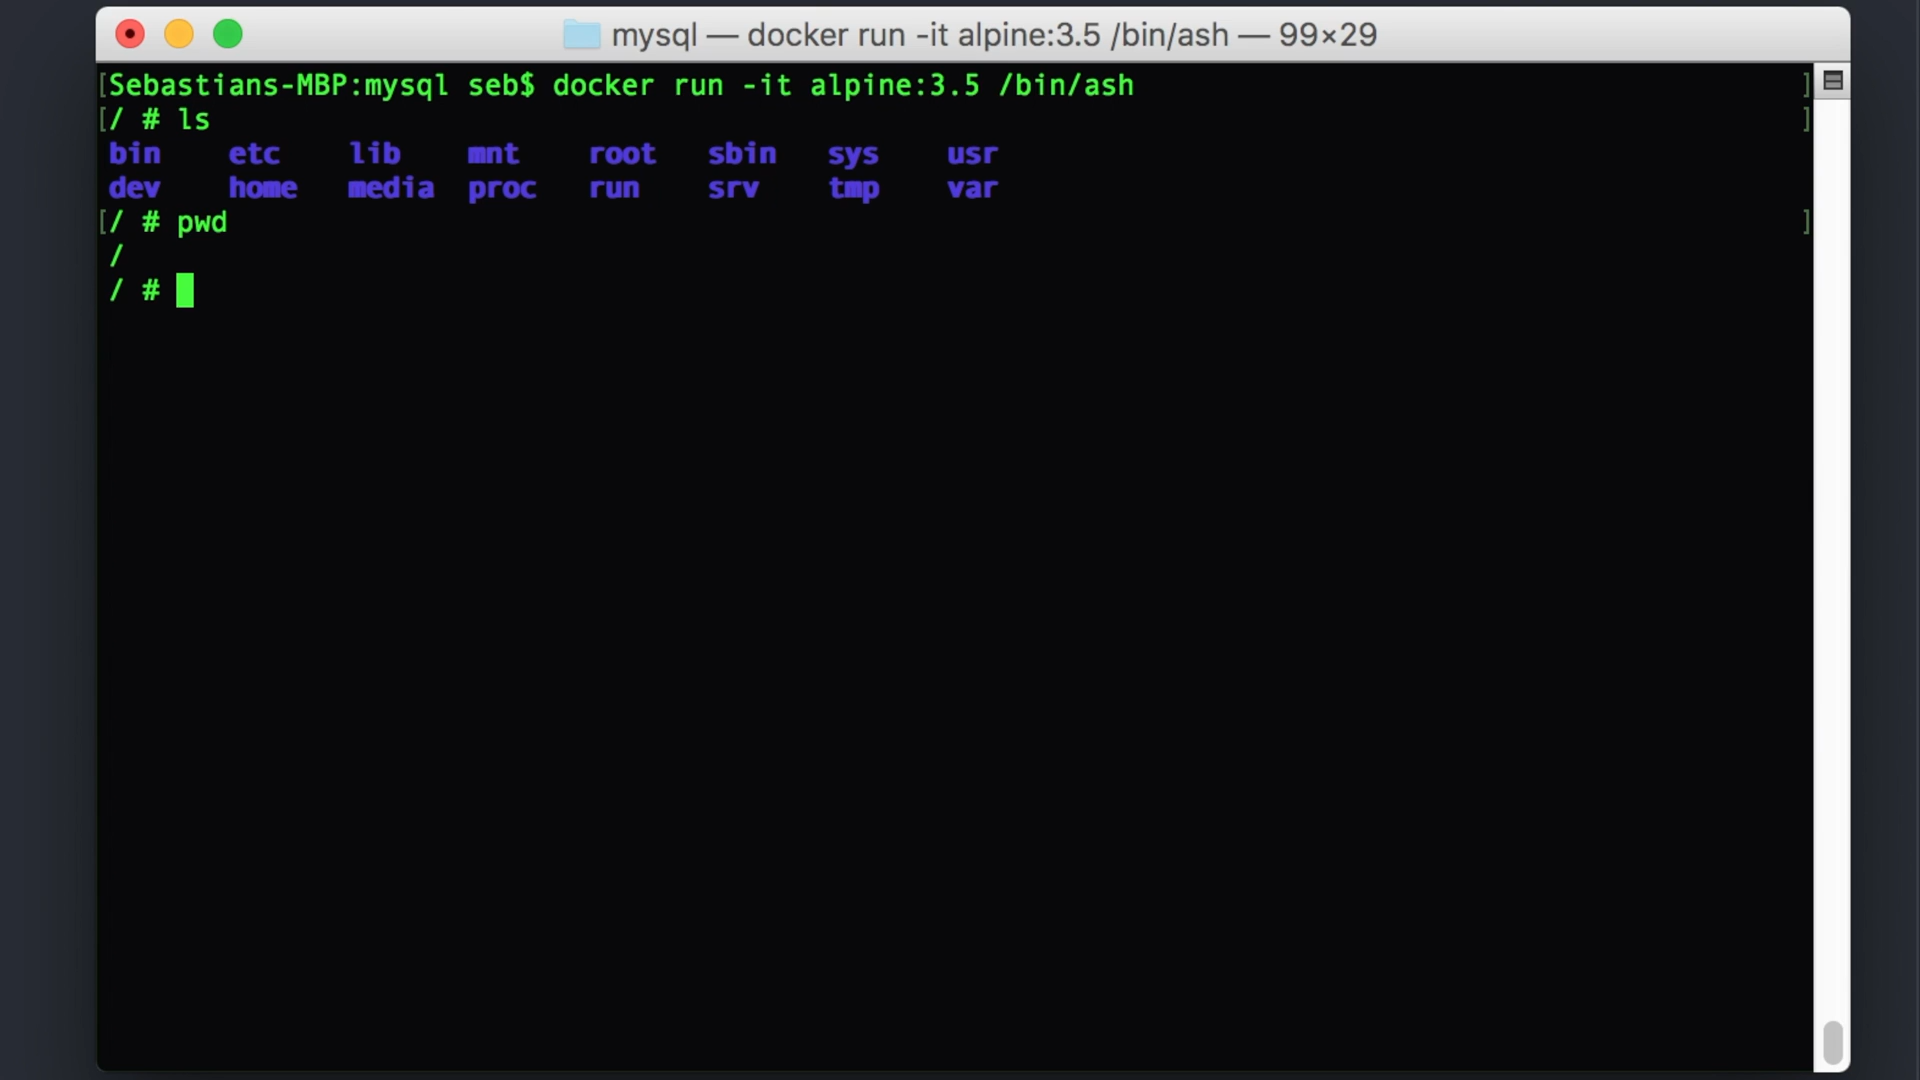 mysql — docker run -it alpine:3.5 /bin/ash — 99×29
[Sebastians-MBP:mysql seb$ docker run -it alpine:3.5 /bin/ash ]
[/ # ls ]
bin etc lib mnt root sbin sys usr
dev home media proc run srv tmp var
[/ # pwd ]
/
/ #